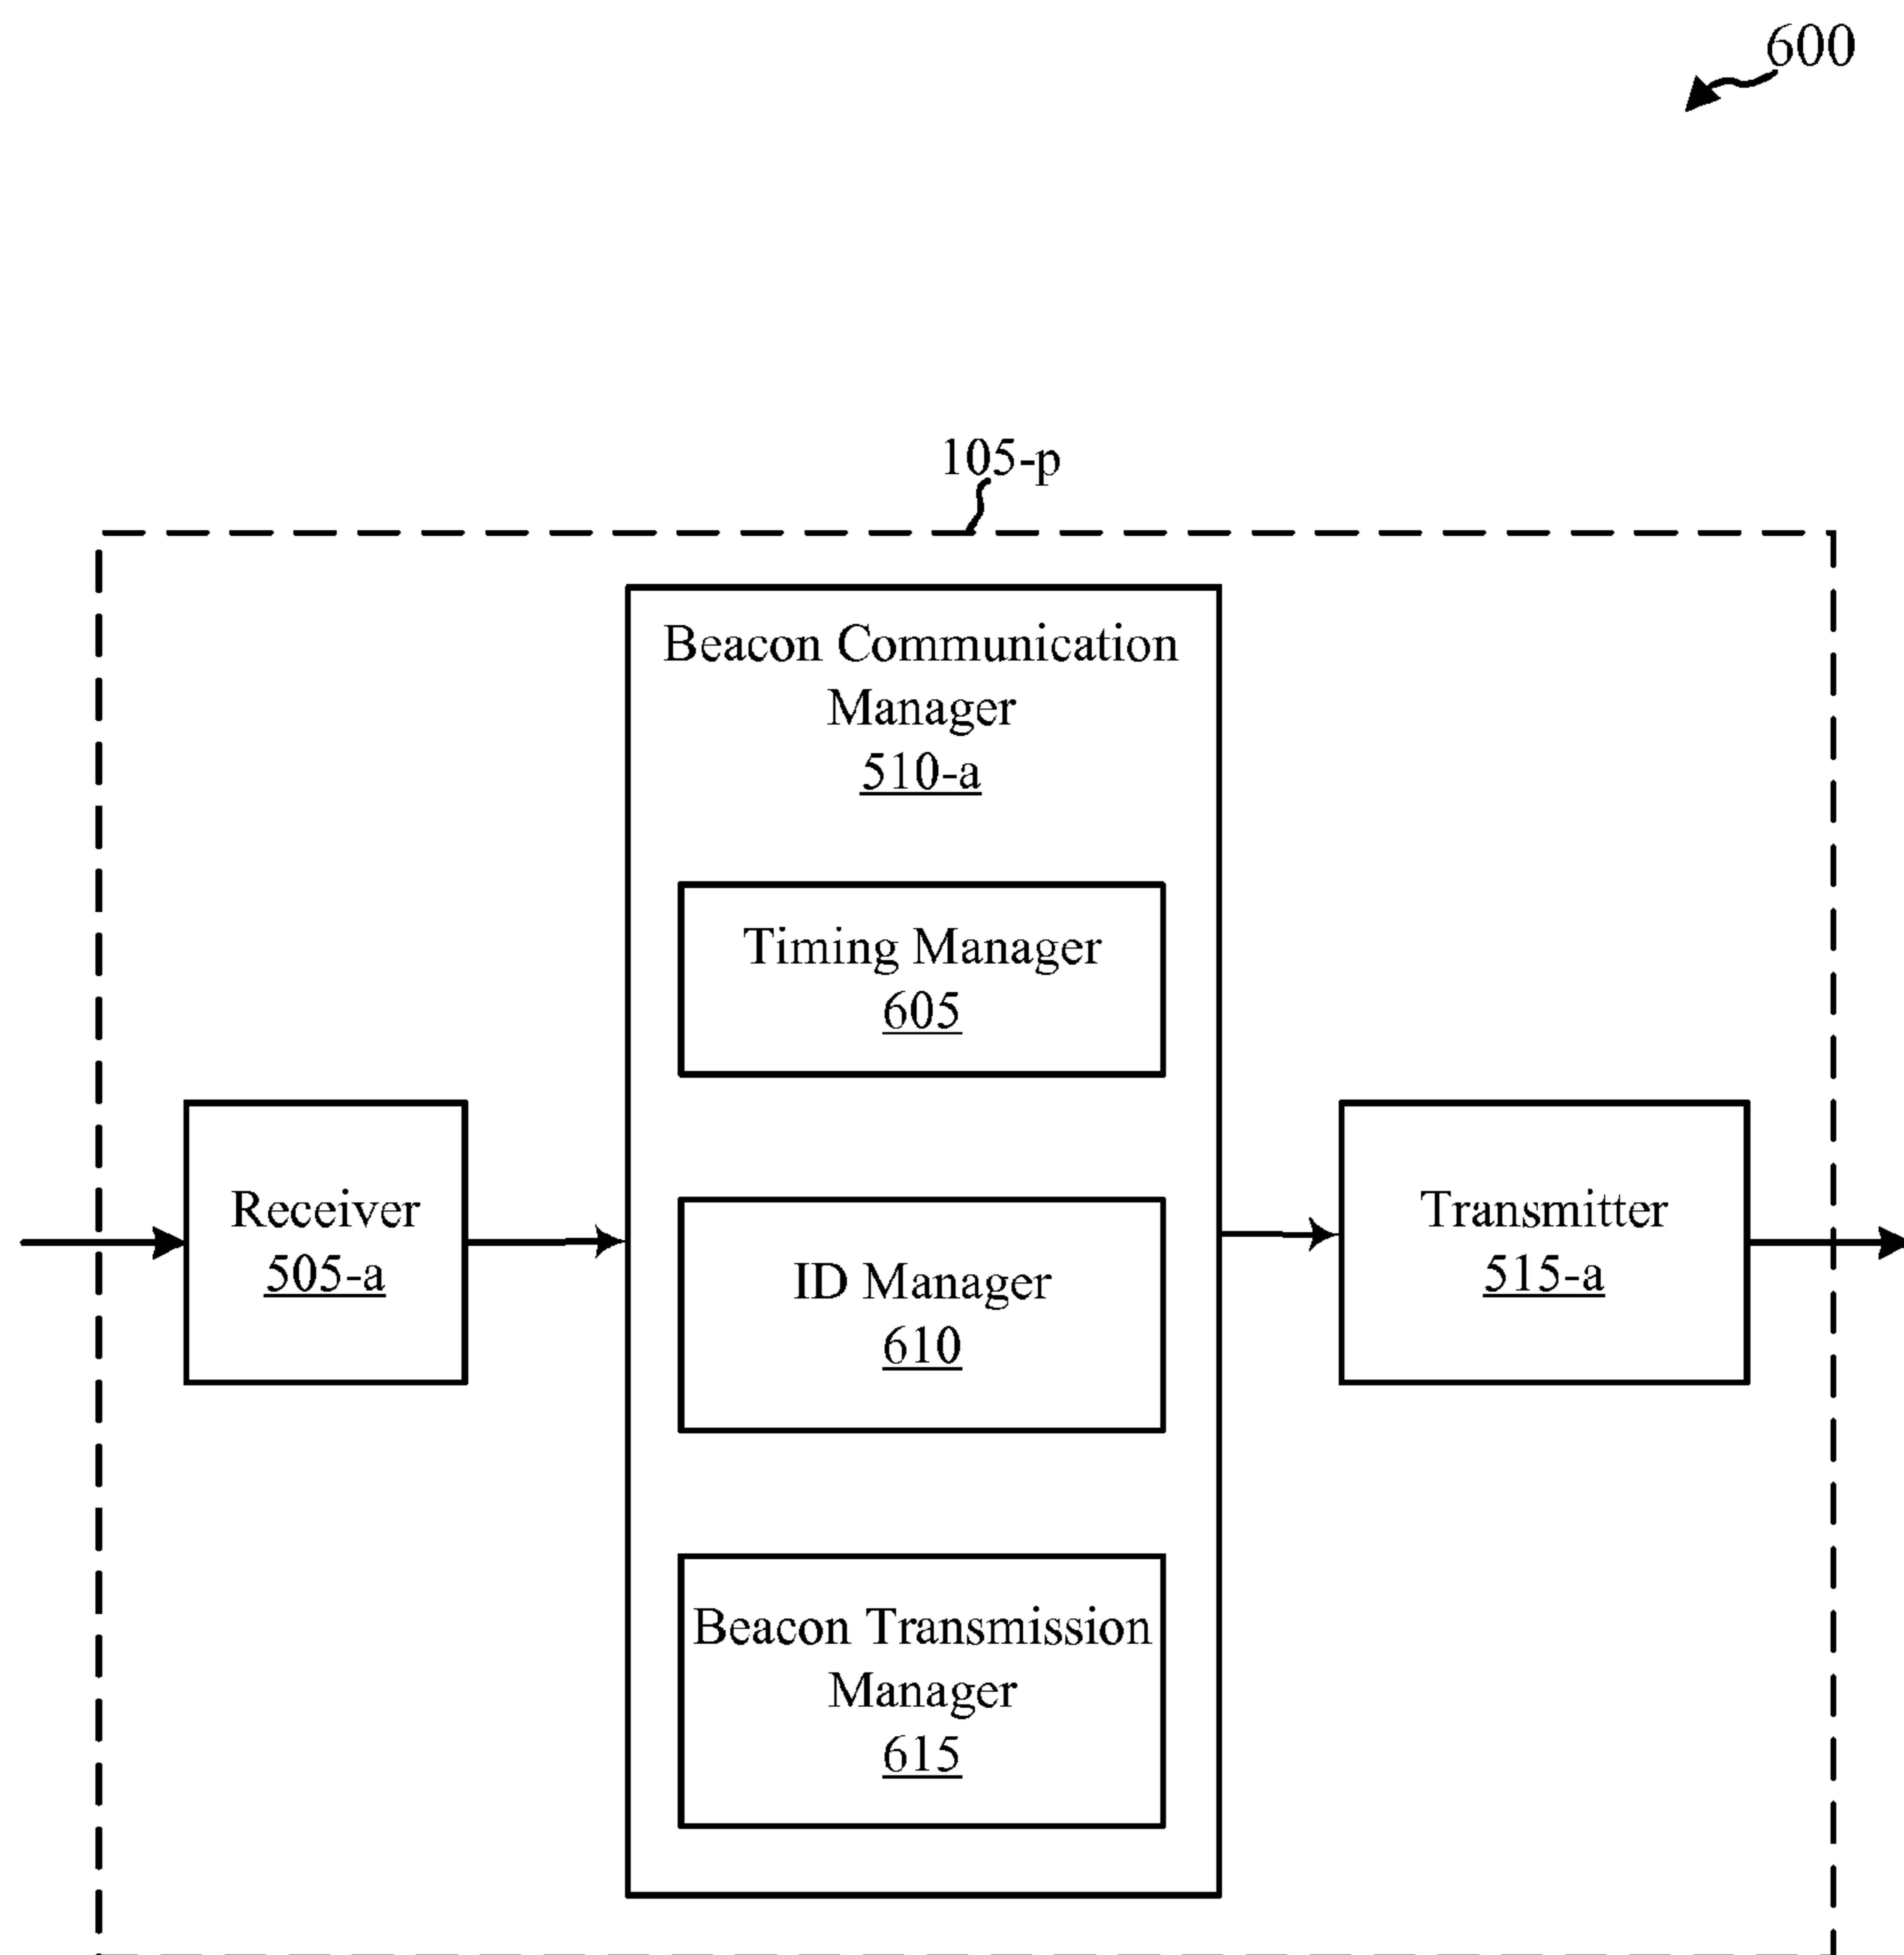 600
105-p
Beacon Communication
Manager
510-a
Timing Manager
605
Receiver
505-a
ID Manager
610
Transmitter
515-a
Beacon Transmission
Manager
615